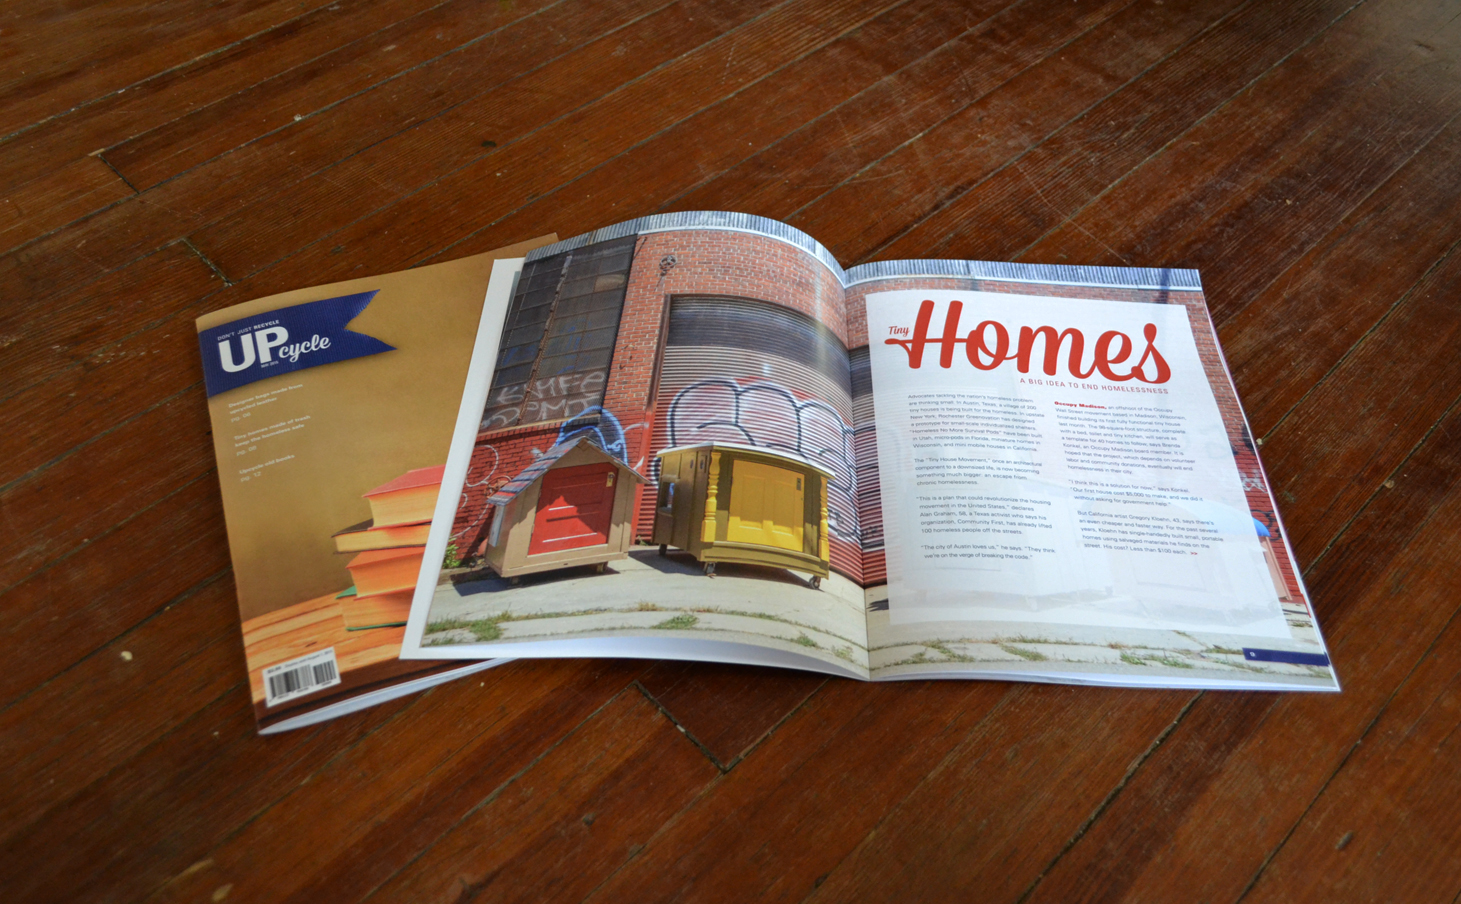 DON'T JUST RECYCLE
UPcycle
MAY 2014
Designer bags made from
recycled leather
pg. 05
Tiny homes made of trash
keep the homeless safe
pg. 09
Upcycle old books
pg. 17
Tiny
Homes
A BIG IDEA TO END HOMELESSNESS
Advocates tackling the nation's homeless problem
are thinking small. In Austin, Texas, a village of 200
tiny houses is being built for the homeless. In upstate
New York, Rochester Greenovation has designed
a prototype for small-scale individualized shelters.
"Homeless No More Survival Pods" have been built
in Utah, micro-pods in Florida, miniature homes in
Wisconsin, and mini mobile houses in California.
The "Tiny House Movement," once an architectural
component to a downsized life, is now becoming
something much bigger: an escape from
chronic homelessness.
"This is a plan that could revolutionize the housing
movement in the United States," declares
Alan Graham, 58, a Texas activist who says his
organization, Community First, has already lifted
100 homeless people off the streets.
"The city of Austin loves us," he says. "They think
we're on the verge of breaking the code."
Occupy Madison, an offshoot of the Occupy
Wall Street movement based in Madison, Wisconsin,
finished building its first fully functional tiny house
last month. The 98-square-foot structure, complete
with a bed, toilet and tiny kitchen, will serve as
a template for 40 homes to follow, says Brenda
Konkel, an Occupy Madison board member. It is
hoped that the project, which depends on volunteer
labor and community donations, eventually will end
homelessness in their city.
"I think this is a solution for now," says Konkel.
"Our first house cost $5,000 to make, and we did it
without asking for government help."
But California artist Gregory Kloehn, 43, says there's
an even cheaper and faster way. For the past several
years, Kloehn has single-handedly built small, portable
homes using salvaged materials he finds on the
street. His cost? Less than $100 each.
9